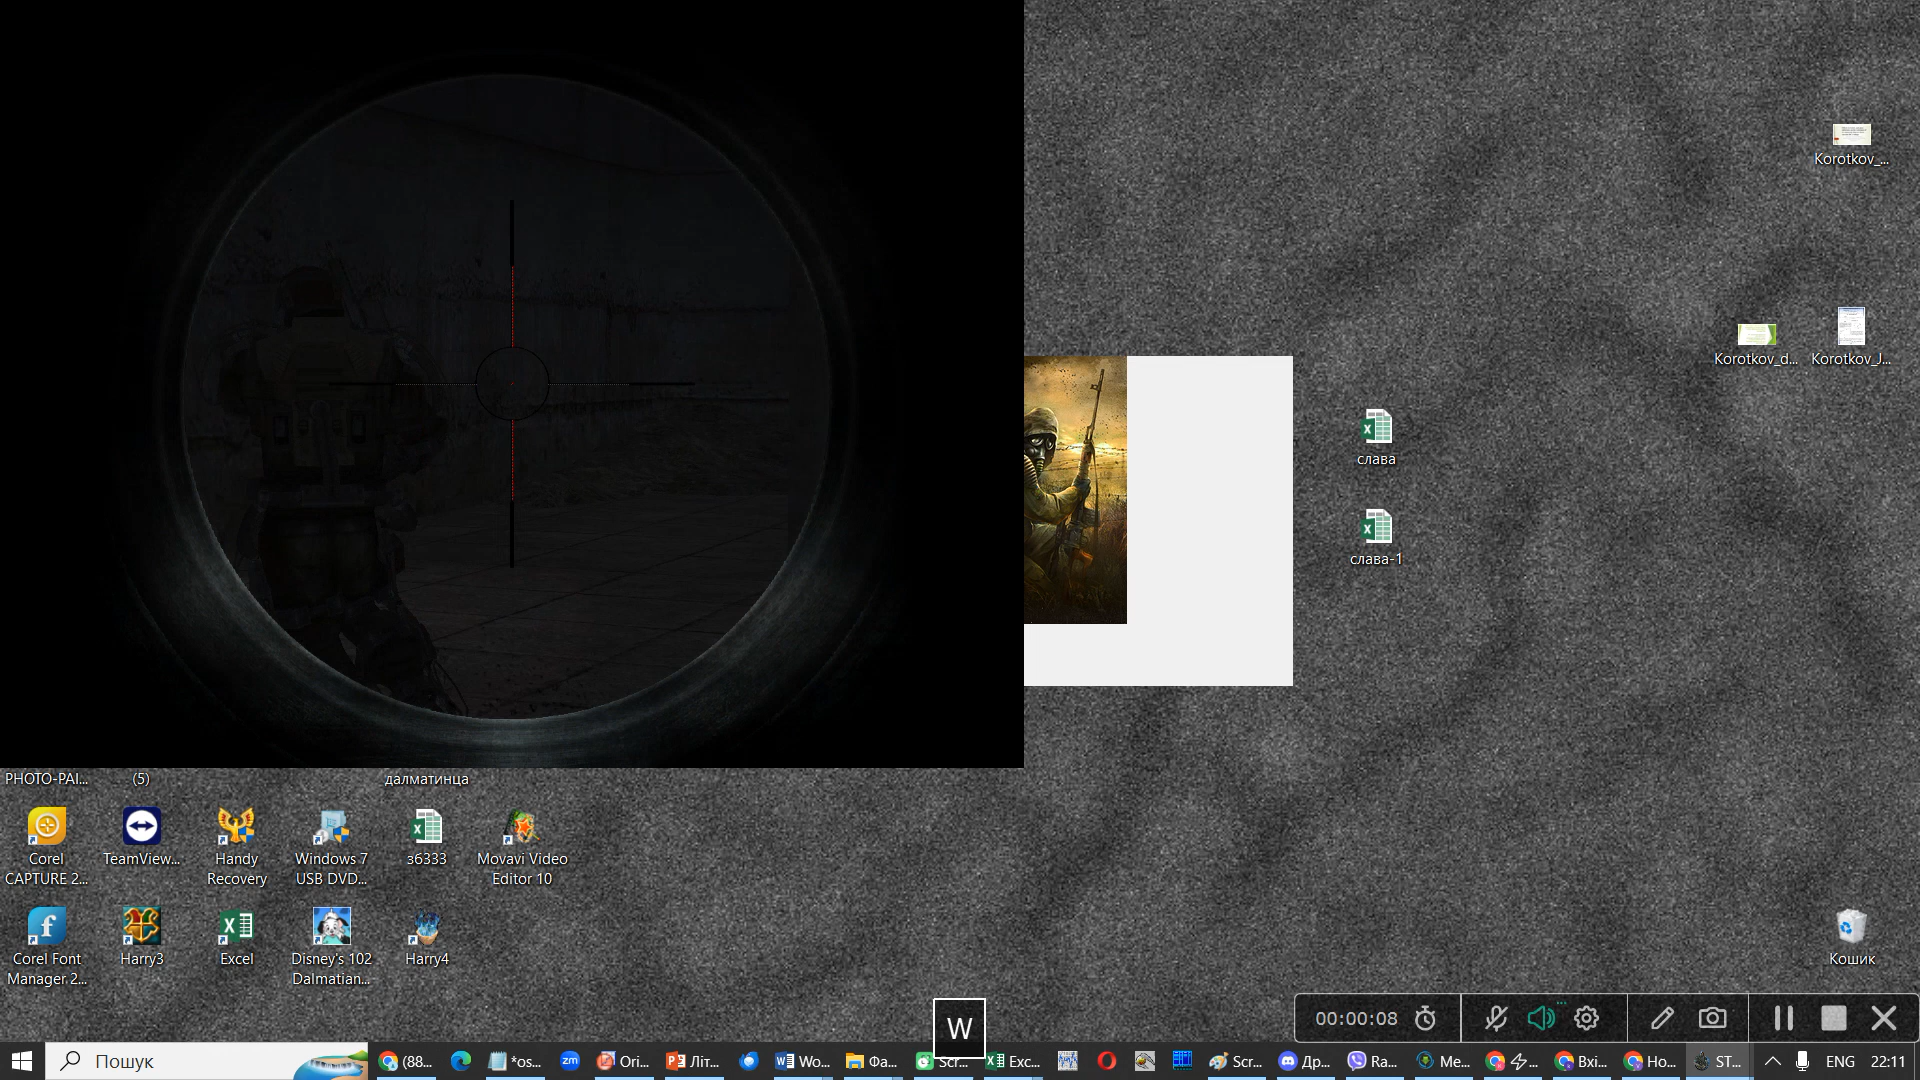 Korotkov_...
Korotkov_d...
Korotkov_J...
слава
слава-1
PHOTO-PAI...
(5)
далматинца
Corel
CAPTURE 2...
TeamView...
Handy
Recovery
Windows 7
USB DVD...
з6333
Movavi Video
Editor 10
Corel Font
Manager 2...
Harry3
Excel
Disney's 102
Dalmatian...
Harry4
Кошик
W
00:00:08
Пошук
(88...
*os...
zm
Ori...
Літ...
Wo...
Фа...
Scr...
Exc...
Scr...
Др...
Ra...
Me...
...
Вхі...
Но...
ST...
ENG
22:11